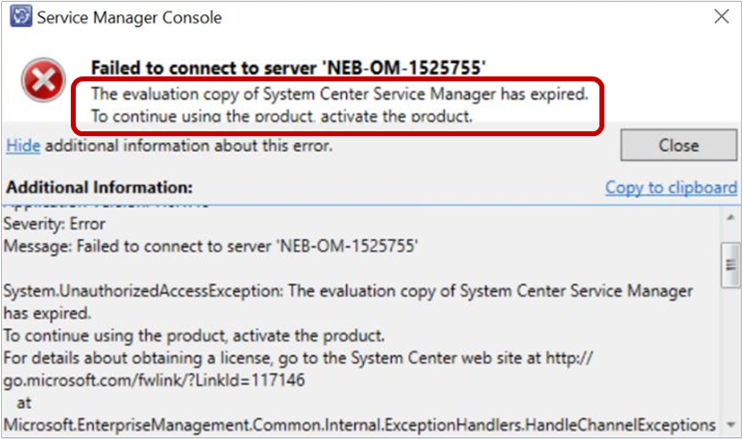 Service Manager Console
Failed to connect to server 'NEB-OM-1525755'
The evaluation copy of System Center Service Manager has expired.
To continue using the product, activate the product.
Hide additional information about this error.
Close
Additional Information:
Copy to clipboard
Severity: Error
Message: Failed to connect to server 'NEB-OM-1525755'
System.UnauthorizedAccessException: The evaluation copy of System Center Service Manager
has expired.
To continue using the product, activate the product.
For details about obtaining a license, go to the System Center web site at http://
go.microsoft.com/fwlink/?LinkId=117146
at
Microsoft.EnterpriseManagement.Common.Internal.ExceptionHandlers.HandleChannelExceptions